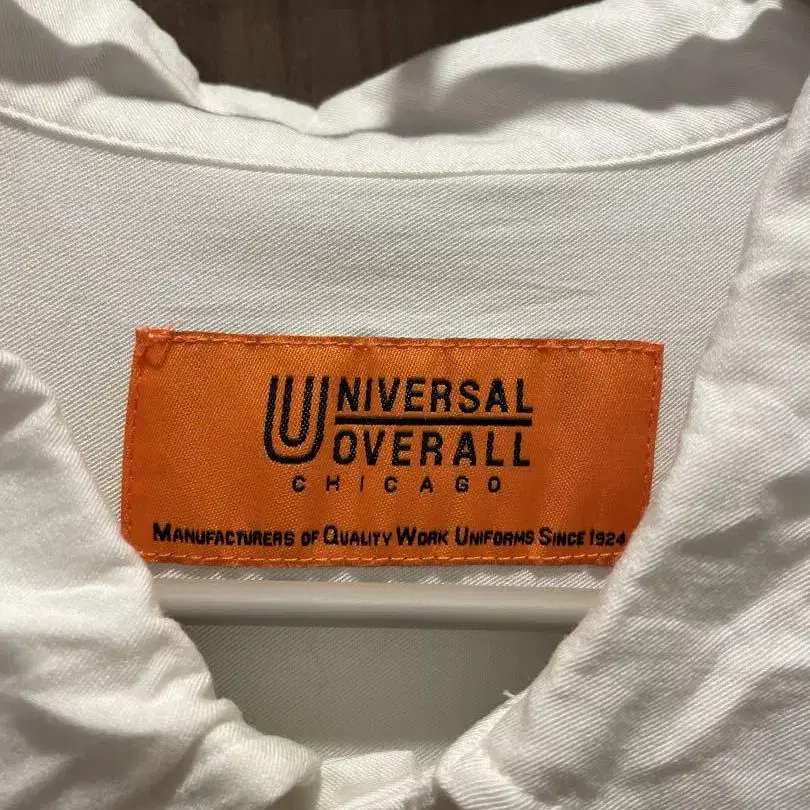 UNIVERSAL
OVERALL
CHICAGO
MANUFACTURERS OF QUALITY WORK UNIFORMS SINCE 1924